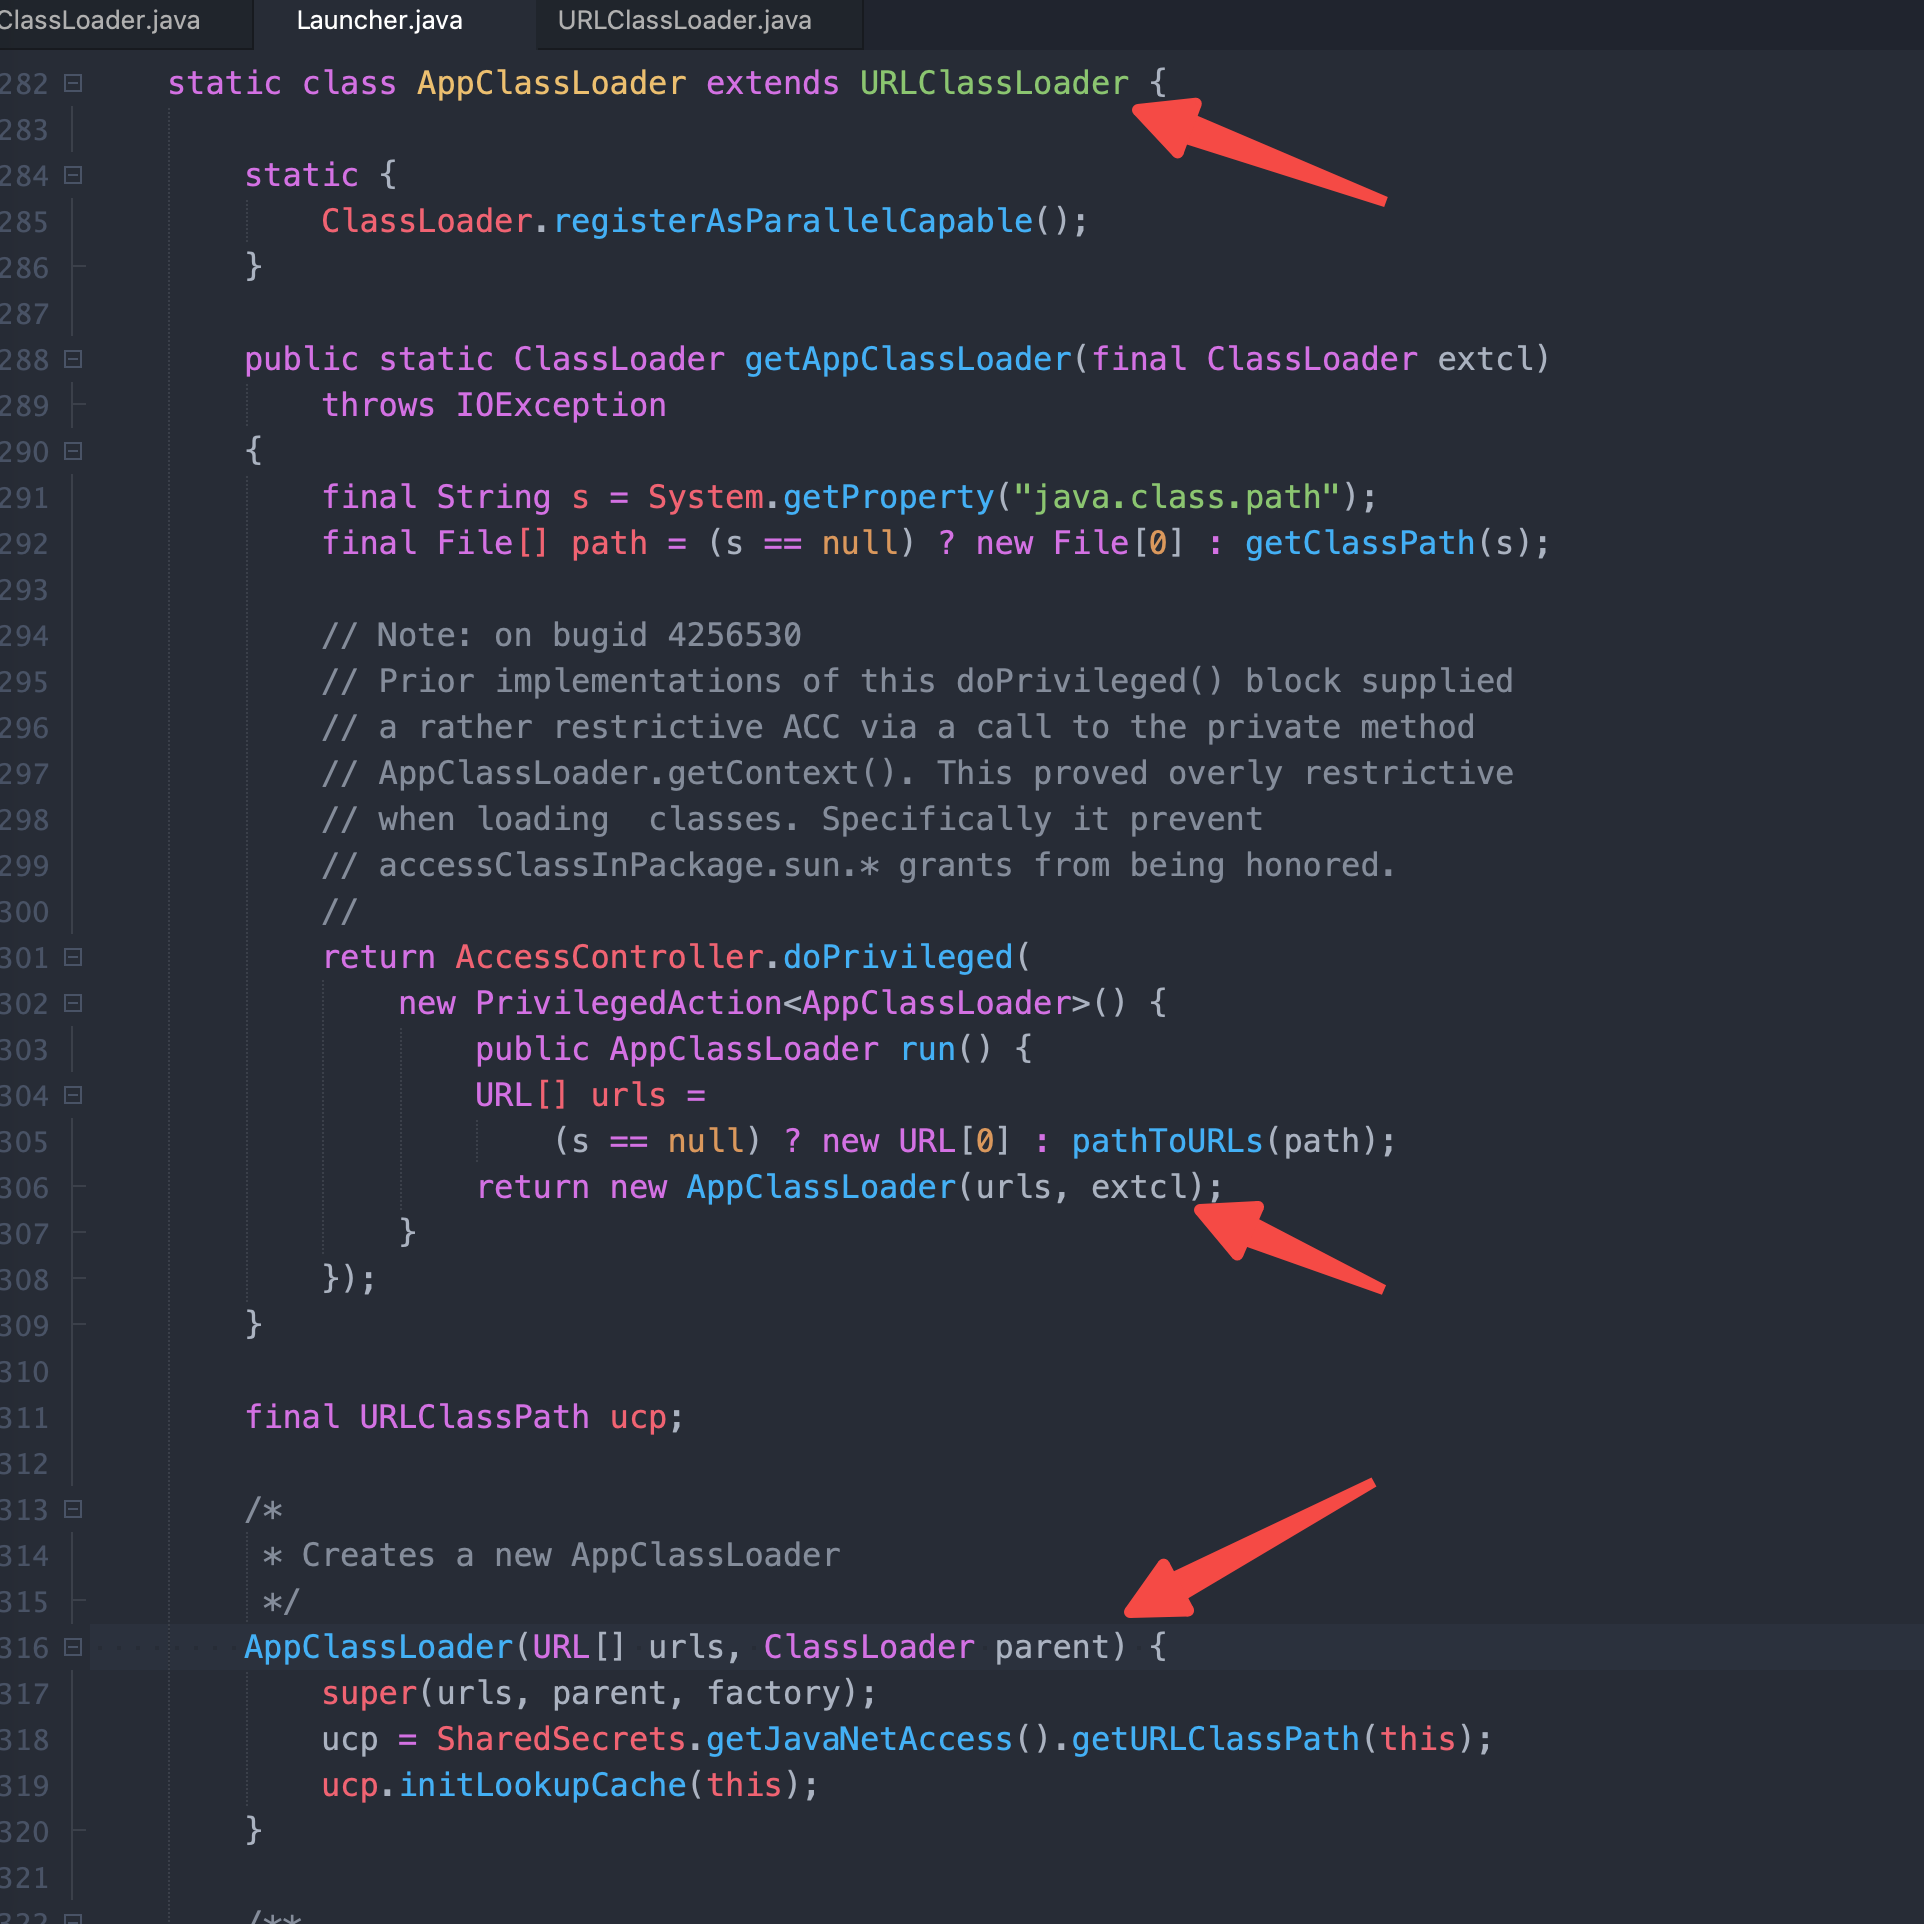 ClassLoader.java
Launcher.java
URLClassLoader.java
282 static class AppClassLoader extends URLClassLoader {
283
284 static {
285 ClassLoader.registerAsParallelCapable();
286 }
287
288 public static ClassLoader getAppClassLoader(final ClassLoader extcl)
289 throws IOException
290 {
291 final String s = System.getProperty("java.class.path");
292 final File[] path = (s == null) ? new File[0] : getClassPath(s);
293
294 // Note: on bugid 4256530
295 // Prior implementations of this doPrivileged() block supplied
296 // a rather restrictive ACC via a call to the private method
297 // AppClassLoader.getContext(). This proved overly restrictive
298 // when loading  classes. Specifically it prevent
299 // accessClassInPackage.sun.* grants from being honored.
300 //
301 return AccessController.doPrivileged(
302 new PrivilegedAction<AppClassLoader>() {
303 public AppClassLoader run() {
304 URL[] urls =
305 (s == null) ? new URL[0] : pathToURLs(path);
306 return new AppClassLoader(urls, extcl);
307 }
308 });
309 }
310
311 final URLClassPath ucp;
312
313 /*
314 * Creates a new AppClassLoader
315 */
316 AppClassLoader(URL[] urls, ClassLoader parent) {
317 super(urls, parent, factory);
318 ucp = SharedSecrets.getJavaNetAccess().getURLClassPath(this);
319 ucp.initLookupCache(this);
320 }
321
322 /**